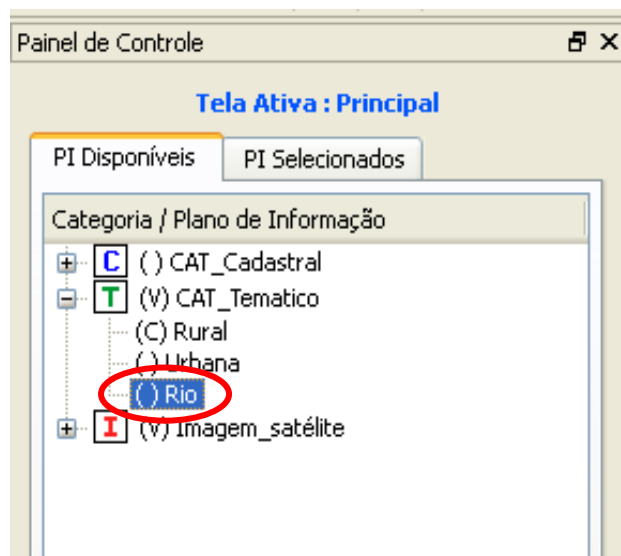 Painel de Controle
Tela Ativa : Principal
PI Disponíveis PI Selecionados
Categoria / Plano de Informação
C ( ) CAT_Cadastral
T (V) CAT_Tematico
(C) Rural
( ) Urbana
( ) Rio
I (V) Imagem_satélite